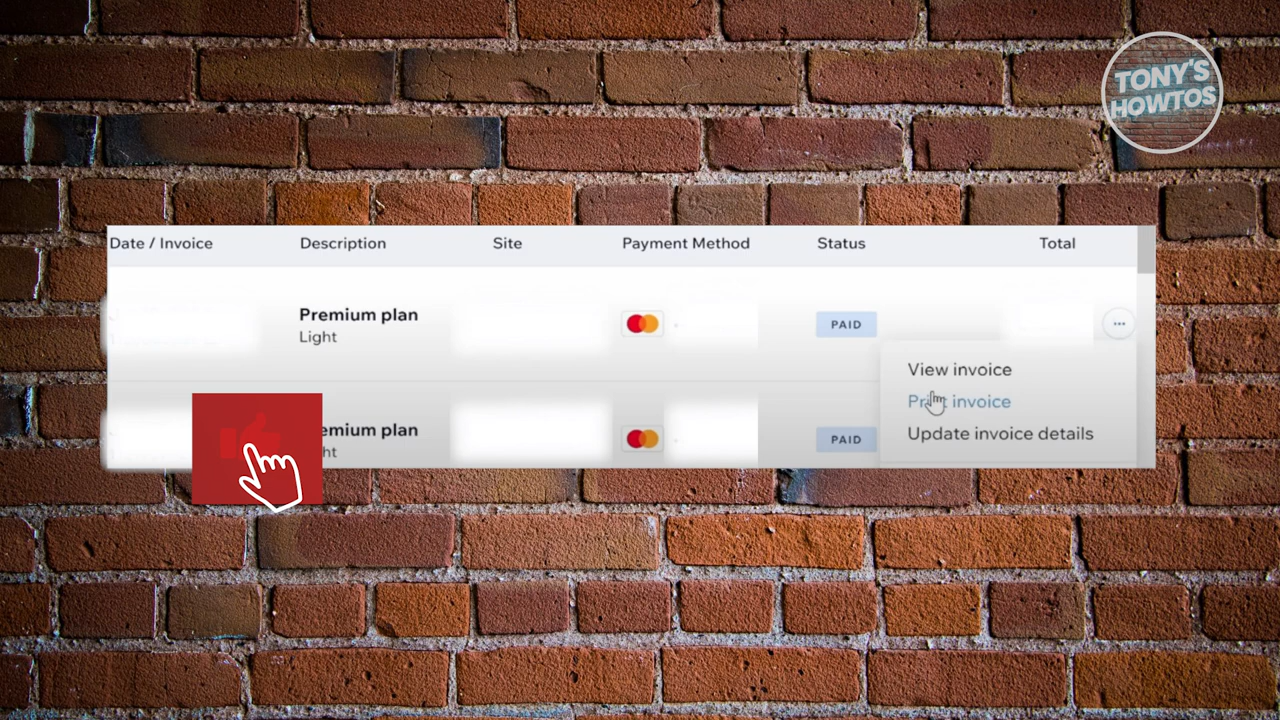 TONY'S
HOWTOS
Date / Invoice Description Site Payment Method Status Total
Premium plan
Light
PAID
View invoice
Print invoice
Update invoice details
emium plan
ht
PAID